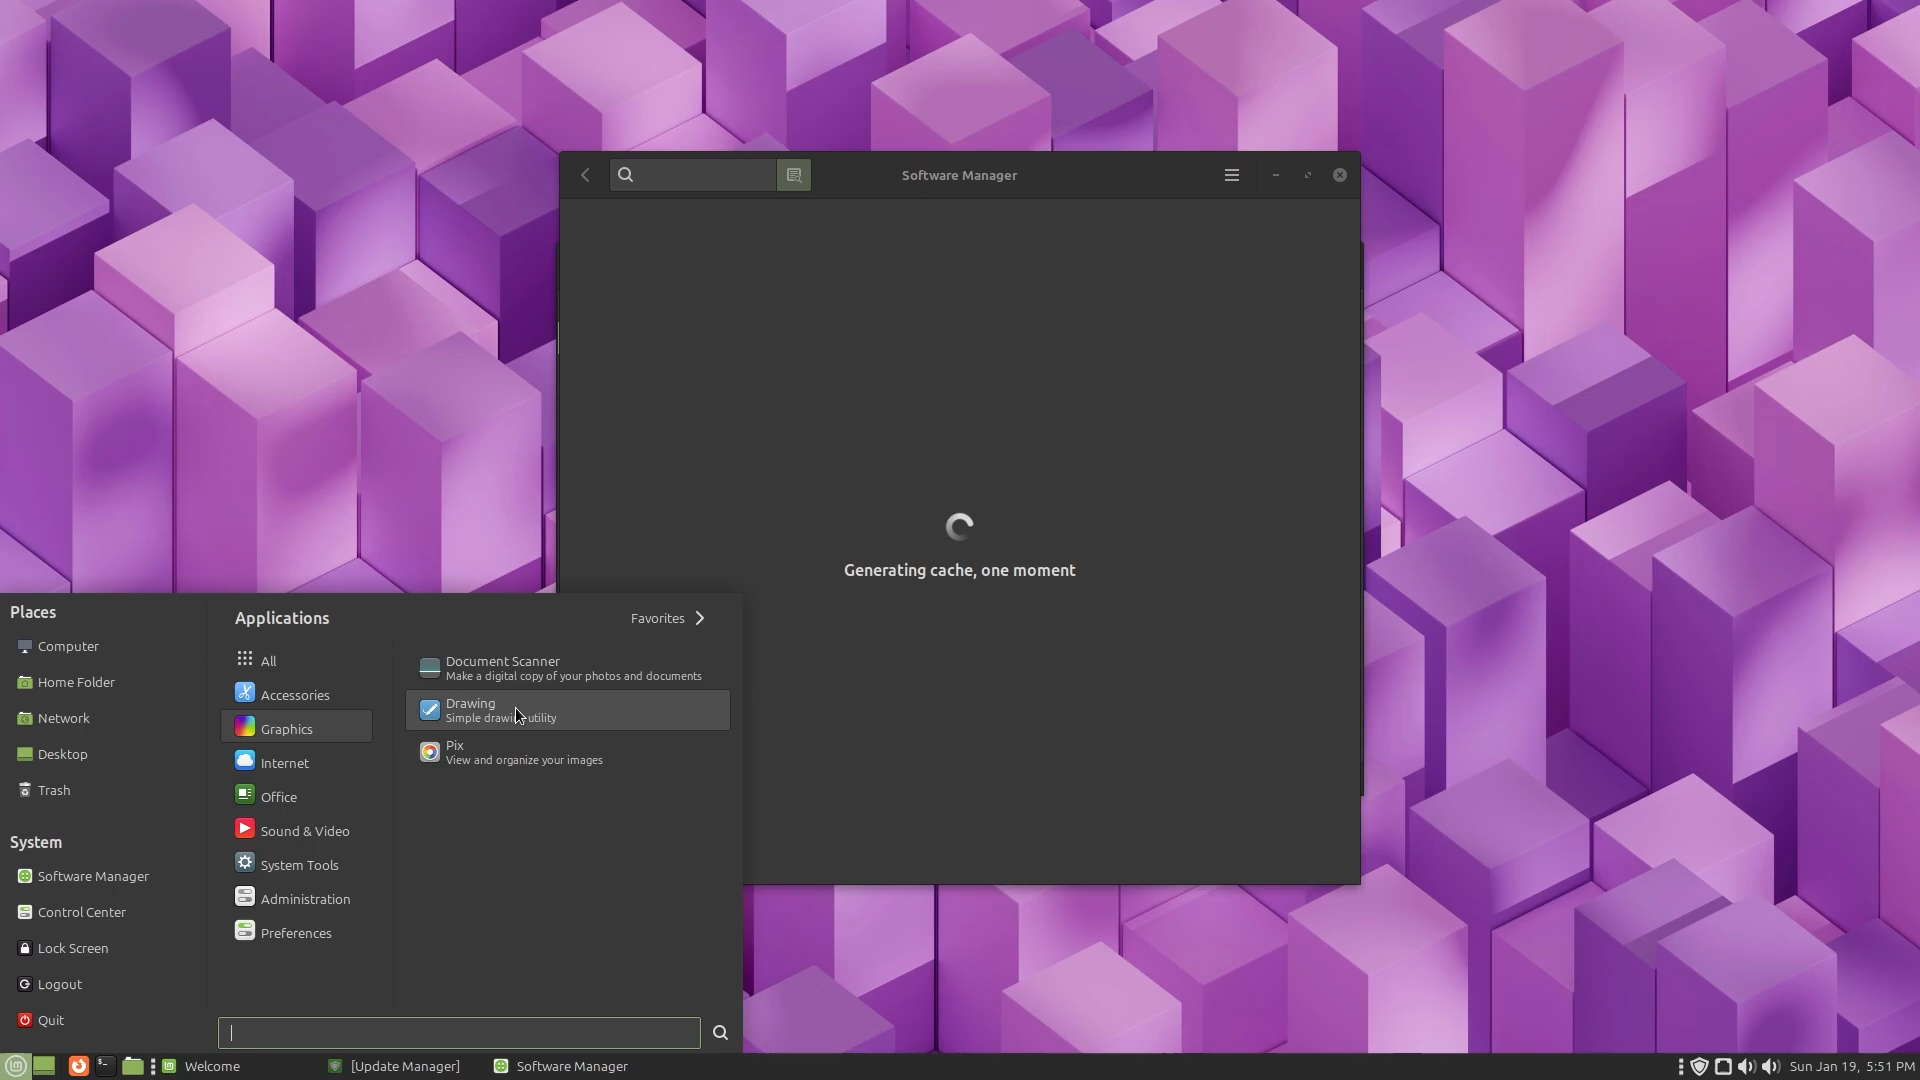 Software Manager
Generating cache, one moment
Places
Computer
Home Folder
Network
Desktop
Trash
System
Software Manager
Control Center
Lock Screen
Logout
Quit
Applications
Favorites
All
Accessories
Graphics
Internet
Office
Sound & Video
System Tools
Administration
Preferences
Document Scanner
Make a digital copy of your photos and documents
Drawing
Simple drawing utility
Pix
View and organize your images
Welcome
[Update Manager]
Software Manager
Sun Jan 19, 5:51 PM